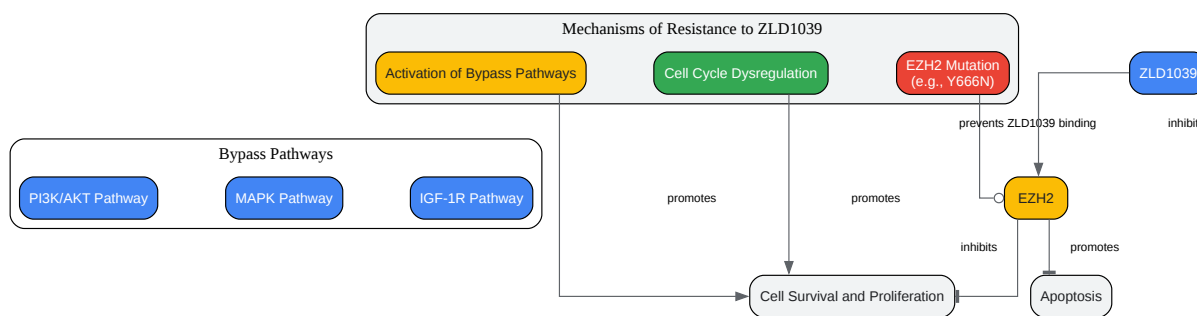 Mechanisms of Resistance to ZLD1039
Activation of Bypass Pathways
Cell Cycle Dysregulation
EZH2 Mutation
(e.g., Y666N)
ZLD1039
prevents ZLD1039 binding
inhibit
Bypass Pathways
PI3K/AKT Pathway
MAPK Pathway
IGF-1R Pathway
promotes
promotes
EZH2
inhibits
promotes
Cell Survival and Proliferation
Apoptosis